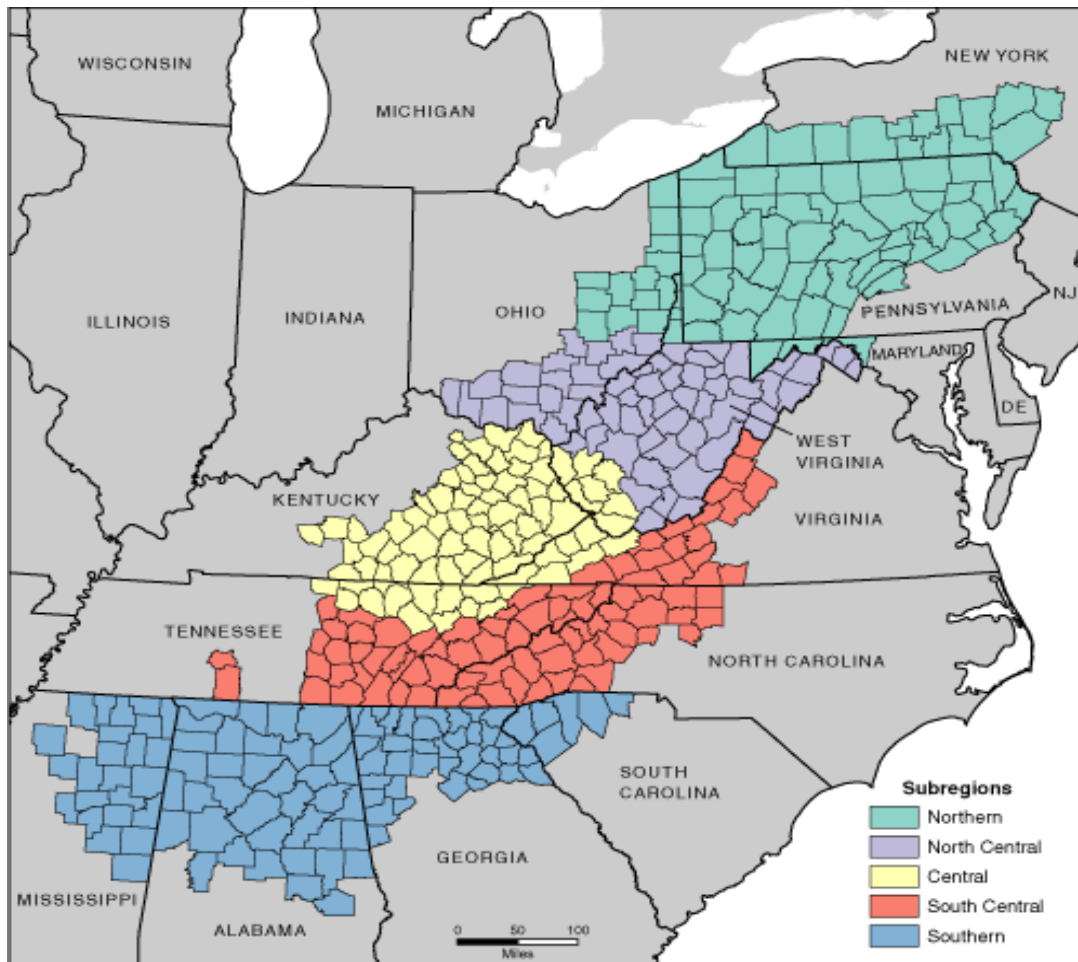 WISCONSIN
NEW YORK
MICHIGAN
ILLINOIS
INDIANA
OHIO
PENNSYLVANIA
NJ
MARYLAND
DE
WEST
VIRGINIA
KENTUCKY
VIRGINIA
TENNESSEE
NORTH CAROLINA
SOUTH
CAROLINA
GEORGIA
MISSISSIPPI
ALABAMA
0 50 100
Miles
Subregions
Northern
North Central
Central
South Central
Southern